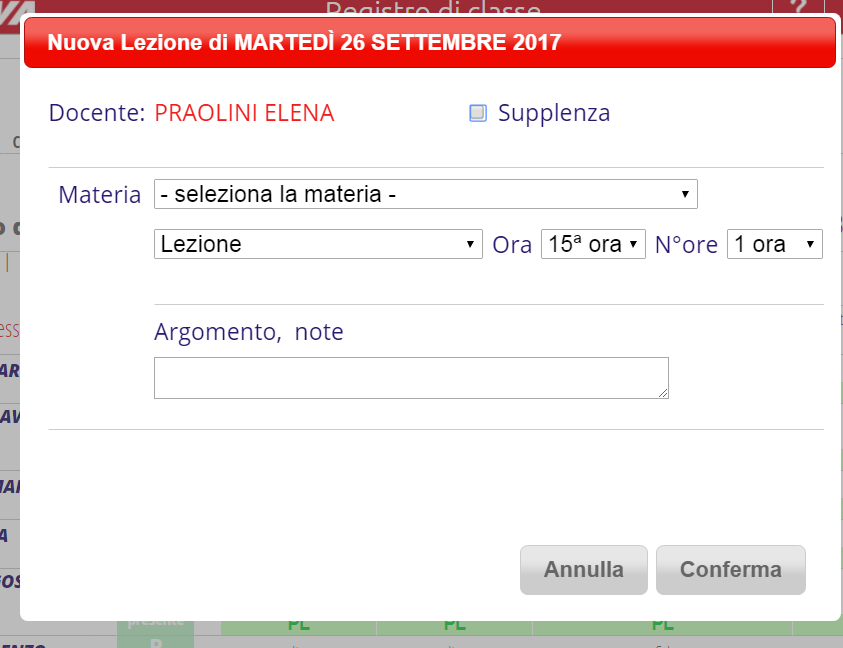 Registro di classe
?
Nuova Lezione di MARTEDÌ 26 SETTEMBRE 2017
Docente: PRAOLINI ELENA Supplenza
Materia - seleziona la materia -
Lezione Ora 15ª ora N°ore 1 ora
Argomento, note
Annulla Conferma
presente PL PL PL
P